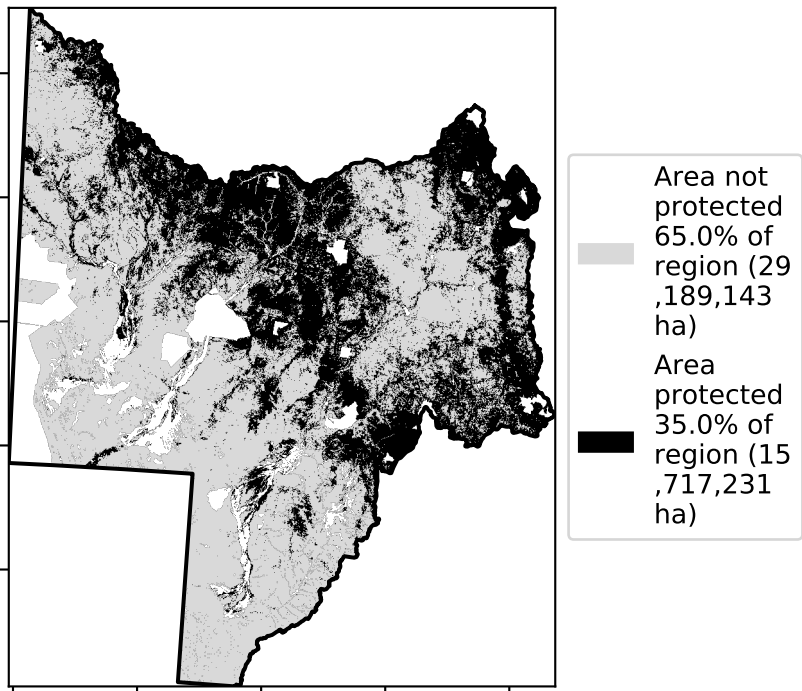 Area not
protected
65.0% of
region (29
,189,143
ha)
Area
protected
35.0% of
region (15
,717,231
ha)